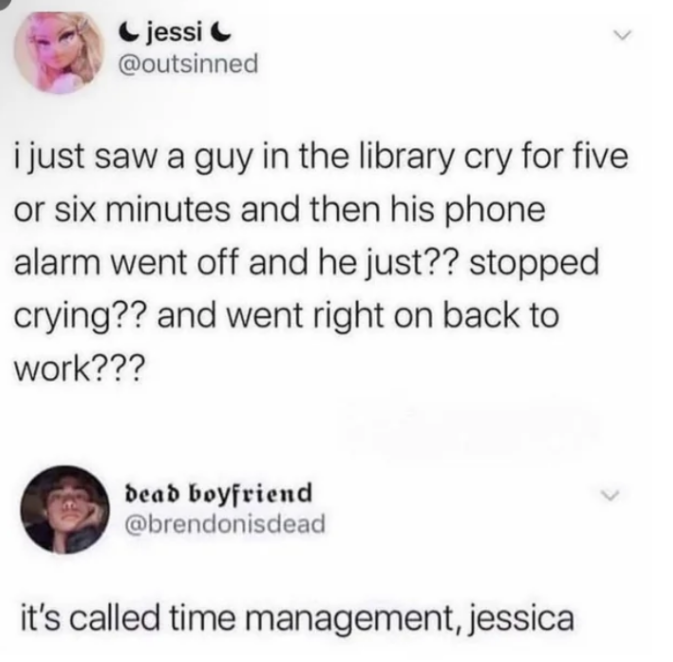 jessi
@outsinned
i just saw a guy in the library cry for five
or six minutes and then his phone
alarm went off and he just?? stopped
crying?? and went right on back to
work???
dead boyfriend
@brendonisdead
it's called time management, jessica